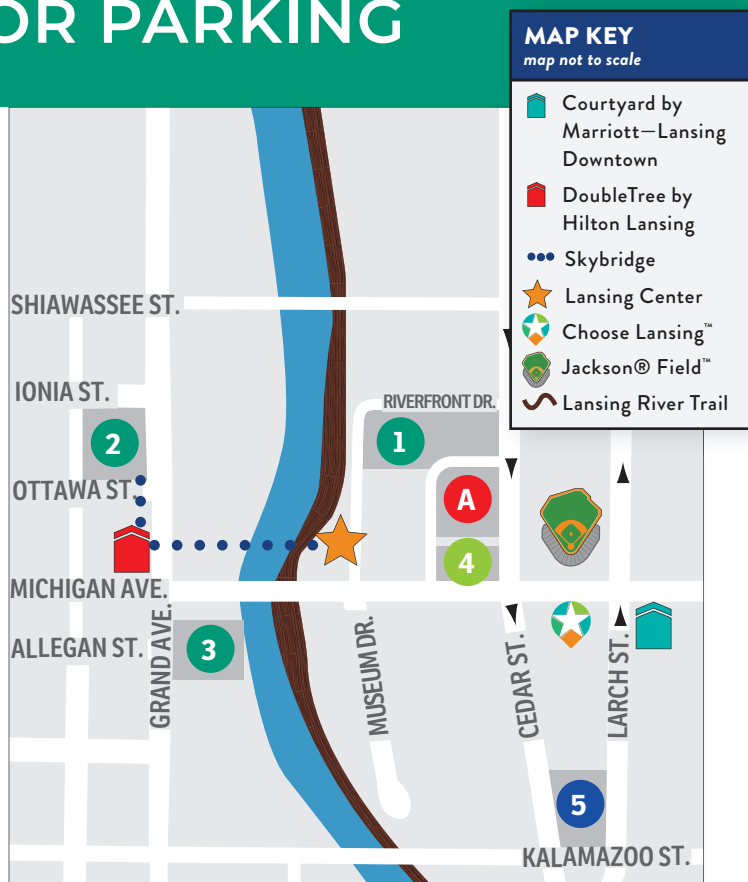 OR PARKING
MAP KEY
map not to scale
Courtyard by
Marriott—Lansing
Downtown
DoubleTree by
Hilton Lansing
Skybridge
Lansing Center
Choose Lansing™
Jackson® Field™
Lansing River Trail
SHIAWASSEE ST.
IONIA ST.
RIVERFRONT DR.
2
1
OTTAWA ST.
A
4
MICHIGAN AVE.
ALLEGAN ST.
GRAND AVE.
3
MUSEUM DR.
CEDAR ST.
LARCH ST.
5
KALAMAZOO ST.